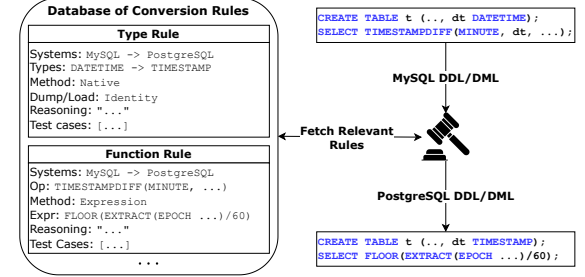 Database of Conversion Rules
Type Rule
Systems: MySQL -> PostgreSQL
Types: DATETIME -> TIMESTAMP
Method: Native
Dump/Load: Identity
Reasoning: "..."
Test cases: [...]
Function Rule
Systems: MySQL -> PostgreSQL
Op: TIMESTAMPDIFF(MINUTE, ...)
Method: Expression
Expr: FLOOR(EXTRACT(EPOCH ...)/60)
Reasoning: "..."
Test Cases: [...]
...
Fetch Relevant
Rules
CREATE TABLE t (.., dt DATETIME);
SELECT TIMESTAMPDIFF(MINUTE, dt, ...);
MySQL DDL/DML
PostgreSQL DDL/DML
CREATE TABLE t (.., dt TIMESTAMP);
SELECT FLOOR(EXTRACT(EPOCH ...)/60);